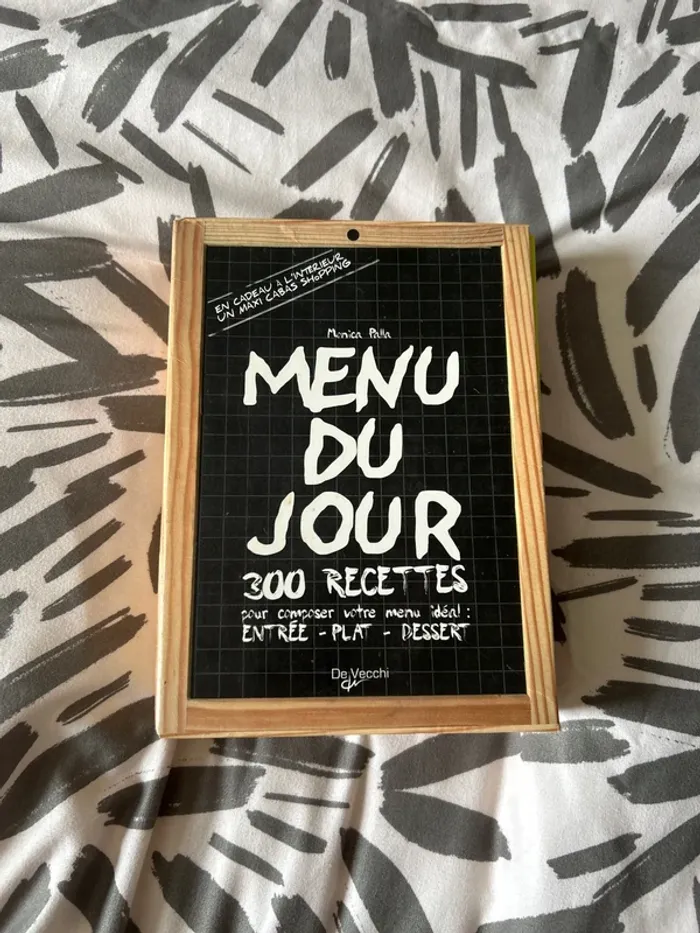 EN CADEAU À L'INTÉRIEUR
UN MAXI CABAS SHOPPING
Monica Palla
MENU
DU
JOUR
300 RECETTES
pour composer votre menu idéal :
ENTRÉE - PLAT - DESSERT
De Vecchi